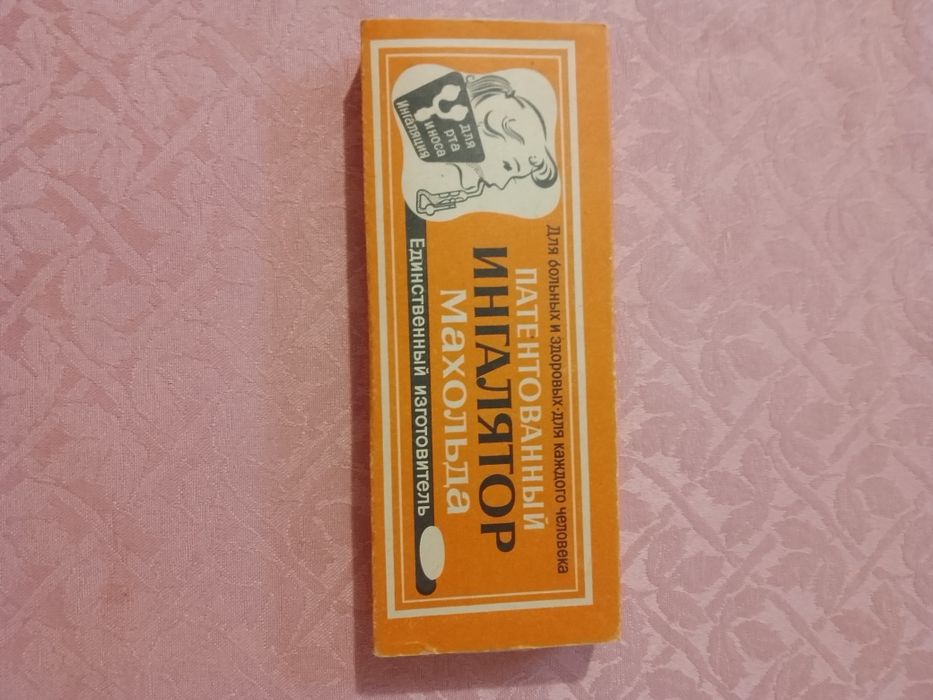 Для больных и здоровых·для каждого человека
ПАТЕНТОВАННЫЙ
ИНГАЛЯТОР
Махольда
Единственный изготовитель
для
рта
и носа
Ингаляция